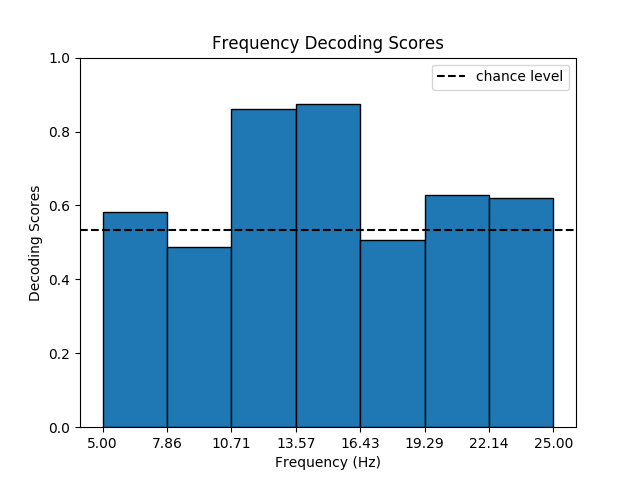 Frequency Decoding Scores
chance level
1.0
0.8
0.6
0.4
0.2
0.0
Decoding Scores
5.00 7.86 10.71 13.57 16.43 19.29 22.14 25.00
Frequency (Hz)